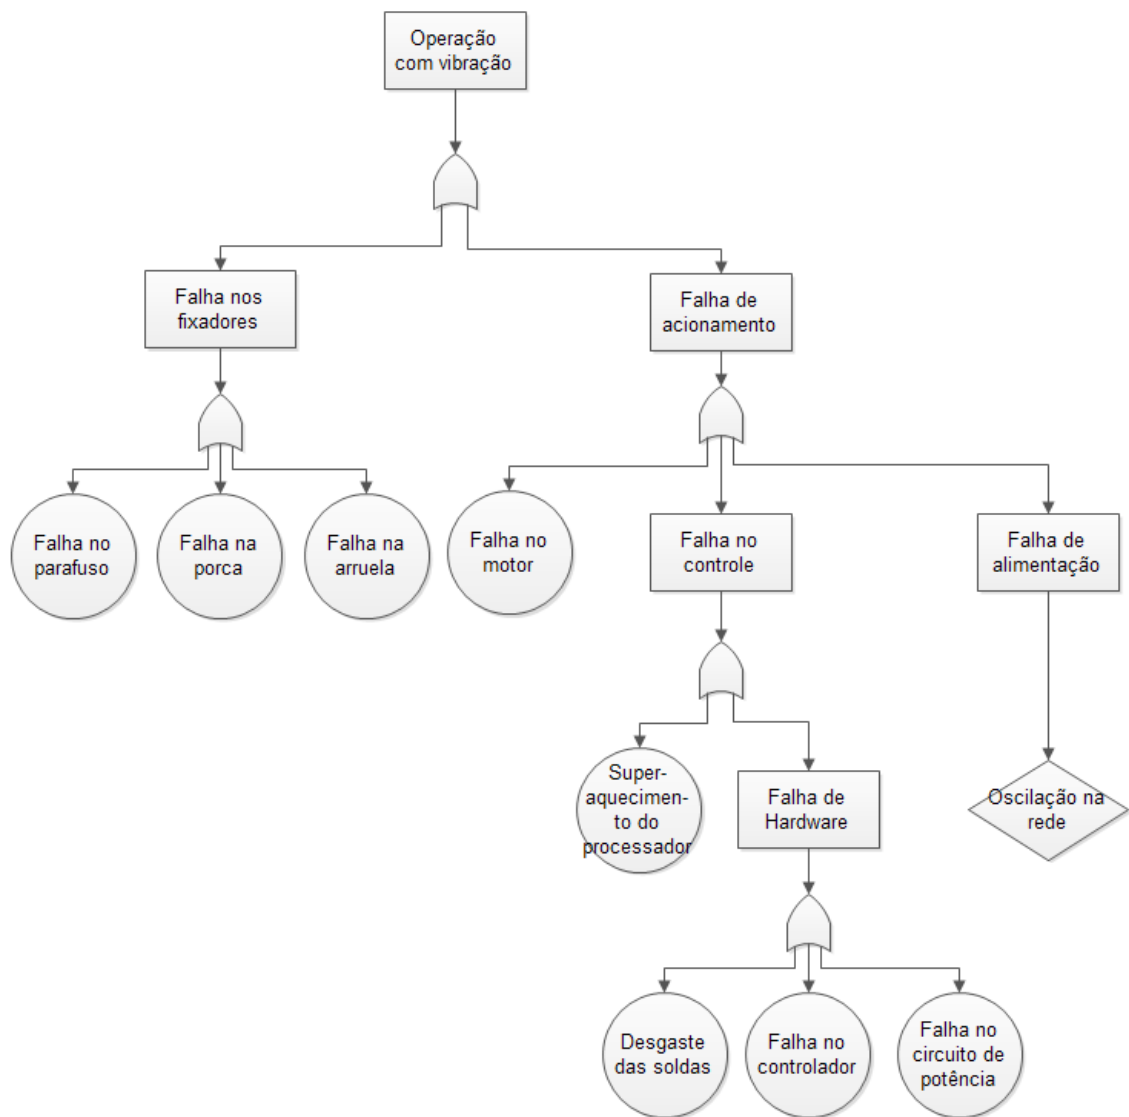 Operação
com vibração
Falha nos
fixadores
Falha de
acionamento
Falha no
parafuso
Falha na
porca
Falha na
arruela
Falha no
motor
Falha no
controle
Falha de
alimentação
Super-
aquecimen-
to do
processador
Falha de
Hardware
Oscilação na
rede
Desgaste
das soldas
Falha no
controlador
Falha no
circuito de
potência